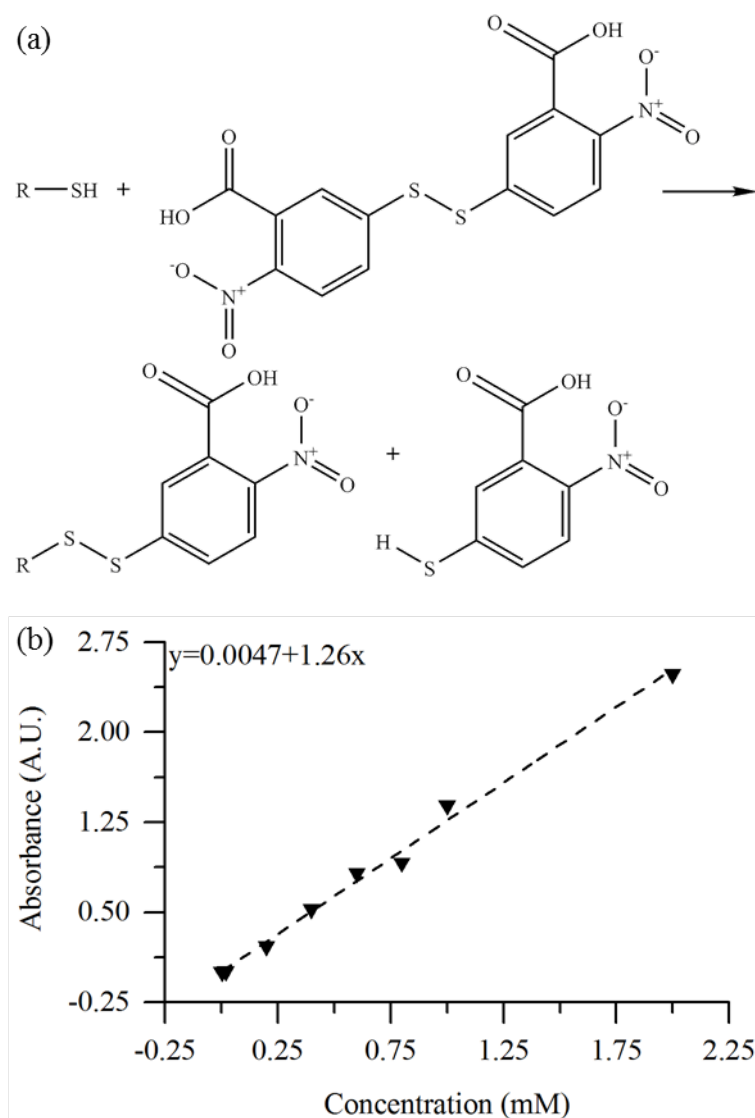 (a)
O OH O⁻
N⁺
O
O
R SH + S
HO S
⁻O N⁺
O
O OH O⁻
N⁺
O
R S S
+
O OH O⁻
N⁺
O
H S
(b)
y=0.0047+1.26x
2.75
2.00
1.25
0.50
-0.25
Absorbance (A.U.)
-0.25 0.25 0.75 1.25 1.75 2.25
Concentration (mM)